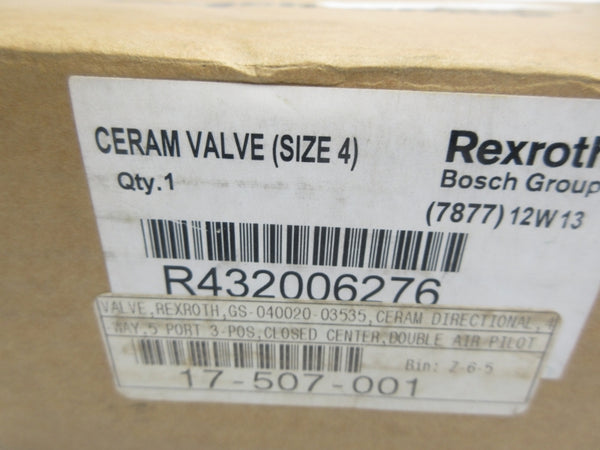 CERAM VALVE (SIZE 4)
Qty.1
Rexroth
Bosch Group
(7877) 12W13
R432006276
VALVE,REXROTH,GS-040020-03535,CERAM DIRECTIONAL,4
-WAY,5 PORT 3-POS,CLOSED CENTER,DOUBLE AIR PILOT
Bin: Z-6-5
17-507-001